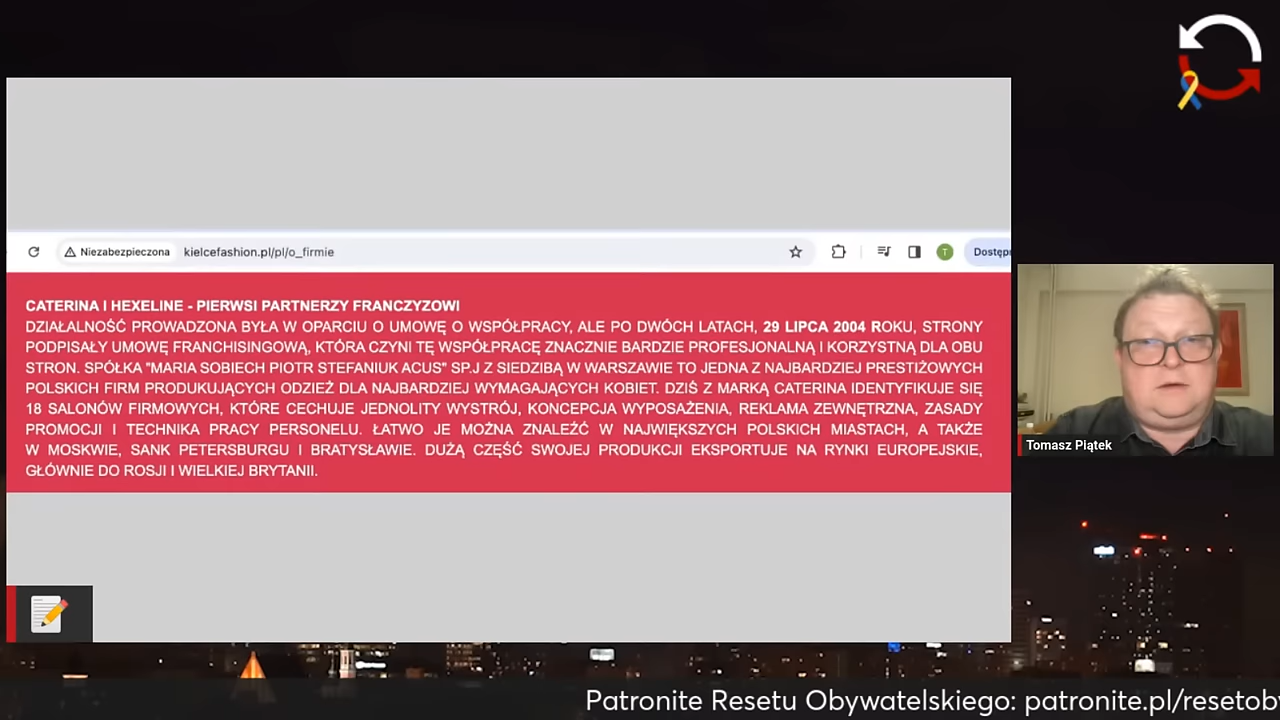 Niezabezpieczona
kielcefashion.pl/pl/o_firmie
T
Dostępn
CATERINA I HEXELINE - PIERWSI PARTNERZY FRANCZYZOWI
DZIAŁALNOŚĆ PROWADZONA BYŁA W OPARCIU O UMOWĘ O WSPÓŁPRACY, ALE PO DWÓCH LATACH, 29 LIPCA 2004 ROKU, STRONY
PODPISAŁY UMOWĘ FRANCHISINGOWĄ, KTÓRA CZYNI TĘ WSPÓŁPRACĘ ZNACZNIE BARDZIE PROFESJONALNĄ I KORZYSTNĄ DLA OBU
STRON. SPÓŁKA "MARIA SOBIECH PIOTR STEFANIUK ACUS" SP.J Z SIEDZIBĄ W WARSZAWIE TO JEDNA Z NAJBARDZIEJ PRESTIŻOWYCH
POLSKICH FIRM PRODUKUJĄCYCH ODZIEŻ DLA NAJBARDZIEJ WYMAGAJĄCYCH KOBIET. DZIŚ Z MARKĄ CATERINA IDENTYFIKUJE SIĘ
18 SALONÓW FIRMOWYCH, KTÓRE CECHUJE JEDNOLITY WYSTRÓJ, KONCEPCJA WYPOSAŻENIA, REKLAMA ZEWNĘTRZNA, ZASADY
PROMOCJI I TECHNIKA PRACY PERSONELU. ŁATWO JE MOŻNA ZNALEŹĆ W NAJWIĘKSZYCH POLSKICH MIASTACH, A TAKŻE
W MOSKWIE, SANK PETERSBURGU I BRATYSŁAWIE. DUŻĄ CZĘŚĆ SWOJEJ PRODUKCJI EKSPORTUJE NA RYNKI EUROPEJSKIE,
GŁÓWNIE DO ROSJI I WIELKIEJ BRYTANII.
Tomasz Piątek
Patronite Resetu Obywatelskiego: patronite.pl/resetob